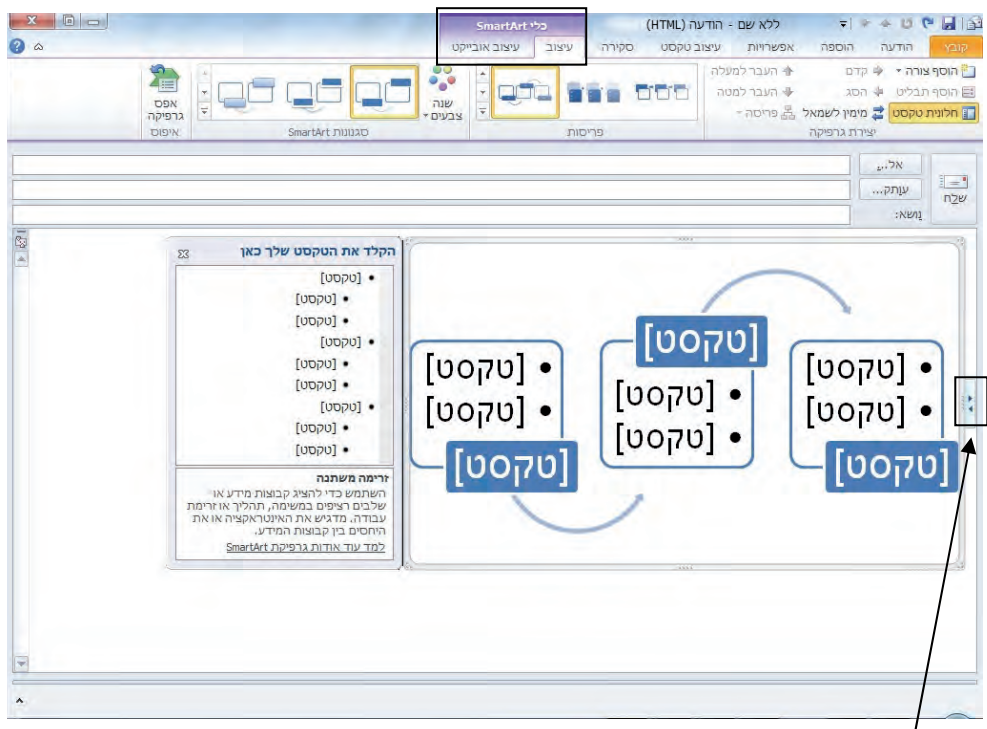 ללא שם - הודעה (HTML)
כלי SmartArt
קובץ הודעה הוספה אפשרויות עיצוב טקסט סקירה עיצוב עיצוב אובייקט
הוסף צורה קדם העבר למעלה
הוסף תבליט הסג העבר למטה
חלונית טקסט מימין לשמאל פריסה
יצירת גרפיקה
פריסות
שנה
צבעים
סגנונות SmartArt
אפס
גרפיקה
איפוס
שלח
אל...
עותק...
נושא:
• [טקסט]
• [טקסט]
[טקסט]
[טקסט]
• [טקסט]
• [טקסט]
• [טקסט]
• [טקסט]
[טקסט]
הקלד את הטקסט שלך כאן
• [טקסט]
• [טקסט]
• [טקסט]
• [טקסט]
• [טקסט]
• [טקסט]
• [טקסט]
• [טקסט]
• [טקסט]
זרימה משתנה
השתמש כדי להציג קבוצות מידע או
שלבים רציפים במשימה, תהליך או זרימת
עבודה. מדגיש את האינטראקציה או את
היחסים בין קבוצות המידע.
למד עוד אודות גרפיקת SmartArt